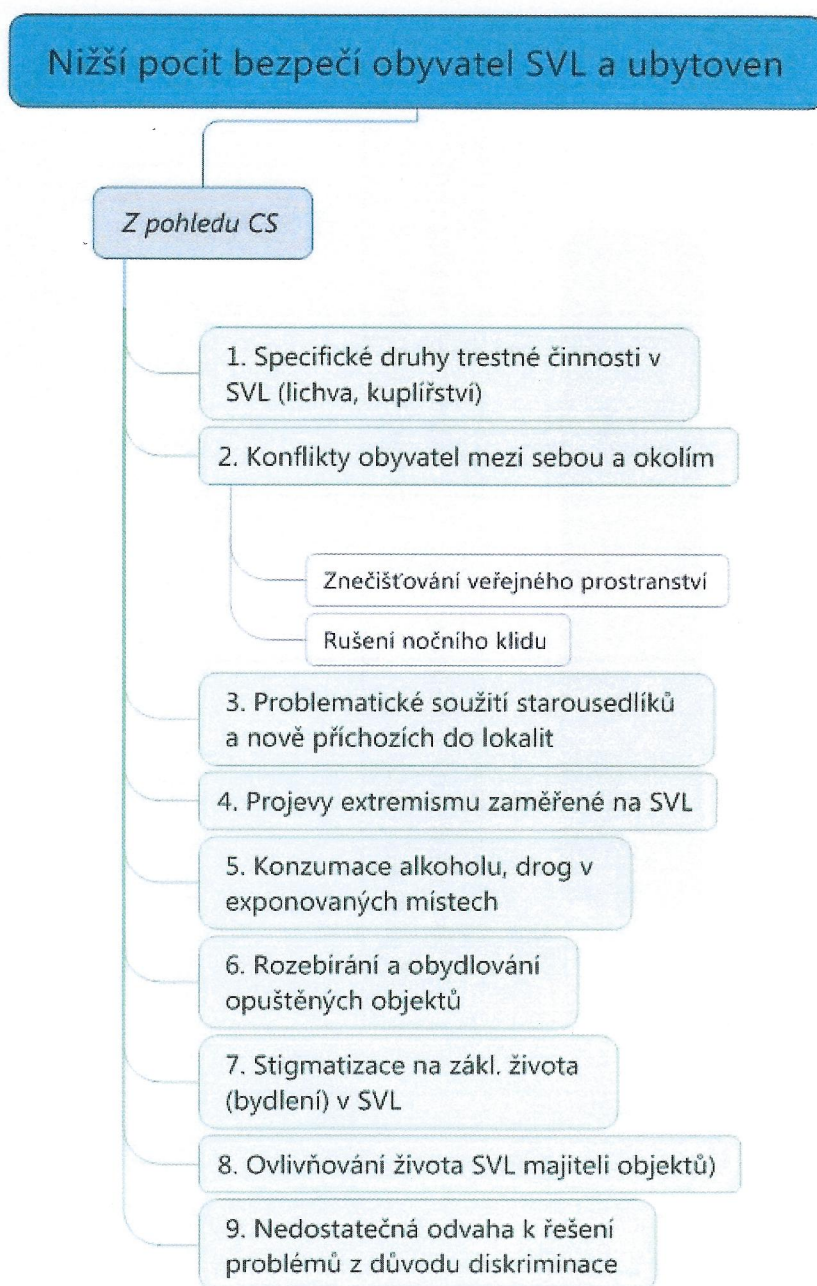 Nižší pocit bezpečí obyvatel SVL a ubytoven
Z pohledu CS
1. Specifické druhy trestné činnosti v
SVL (lichva, kuplířství)
2. Konflikty obyvatel mezi sebou a okolím
Znečišťování veřejného prostranství
Rušení nočního klidu
3. Problematické soužití starousedlíků
a nově příchozích do lokalit
4. Projevy extremismu zaměřené na SVL
5. Konzumace alkoholu, drog v
exponovaných místech
6. Rozebírání a obydlování
opuštěných objektů
7. Stigmatizace na zákl. života
(bydlení) v SVL
8. Ovlivňování života SVL majiteli objektů)
9. Nedostatečná odvaha k řešení
problémů z důvodu diskriminace